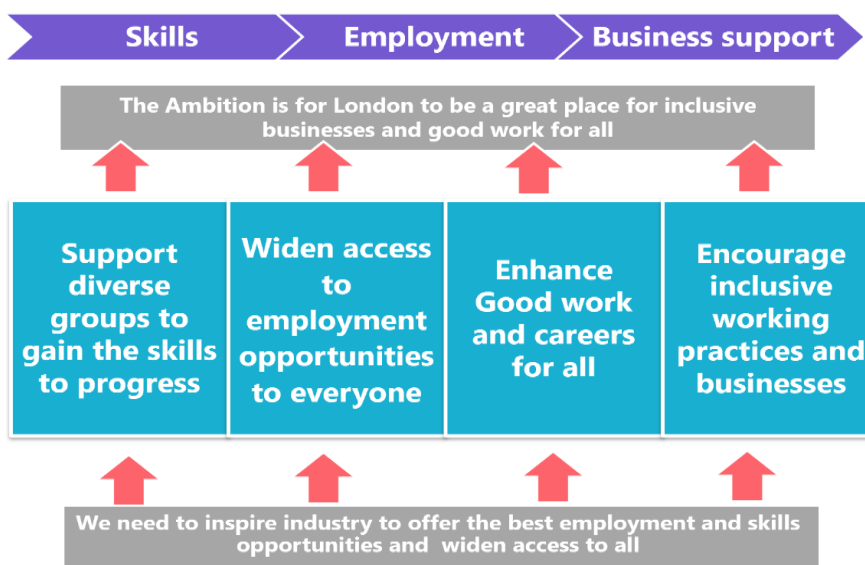 Skills
Employment
Business support
The Ambition is for London to be a great place for inclusive
businesses and good work for all
Support
diverse
groups to
gain the skills
to progress
Widen access
to
employment
opportunities
to everyone
Enhance
Good work
and careers
for all
Encourage
inclusive
working
practices and
businesses
We need to inspire industry to offer the best employment and skills
opportunities and  widen access to all